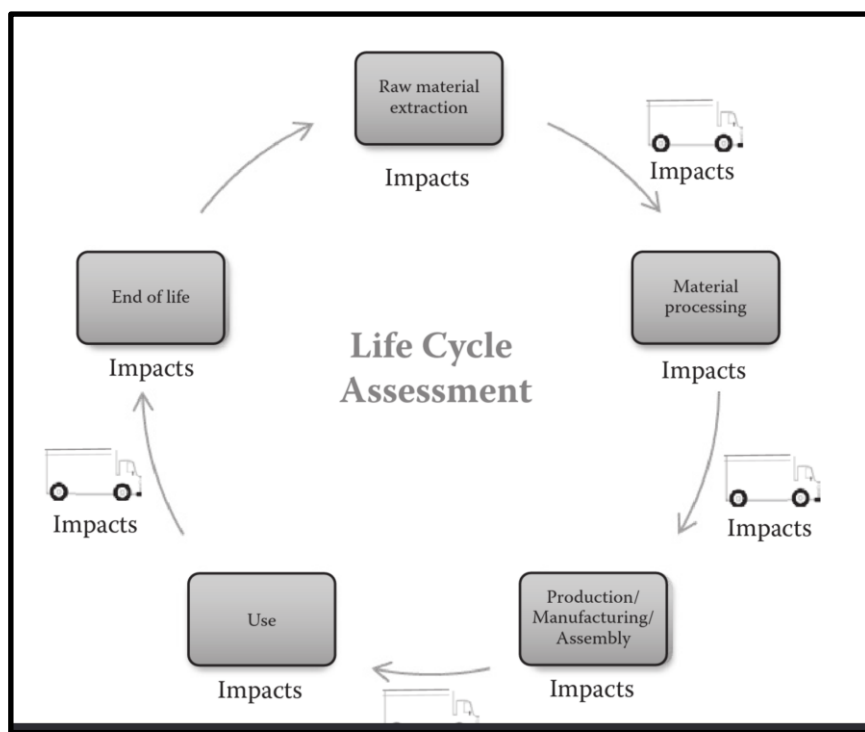 Raw material
extraction
Impacts
Impacts
Material
processing
Impacts
Impacts
Production/
Manufacturing/
Assembly
Impacts
Use
Impacts
Impacts
End of life
Impacts
Life Cycle
Assessment